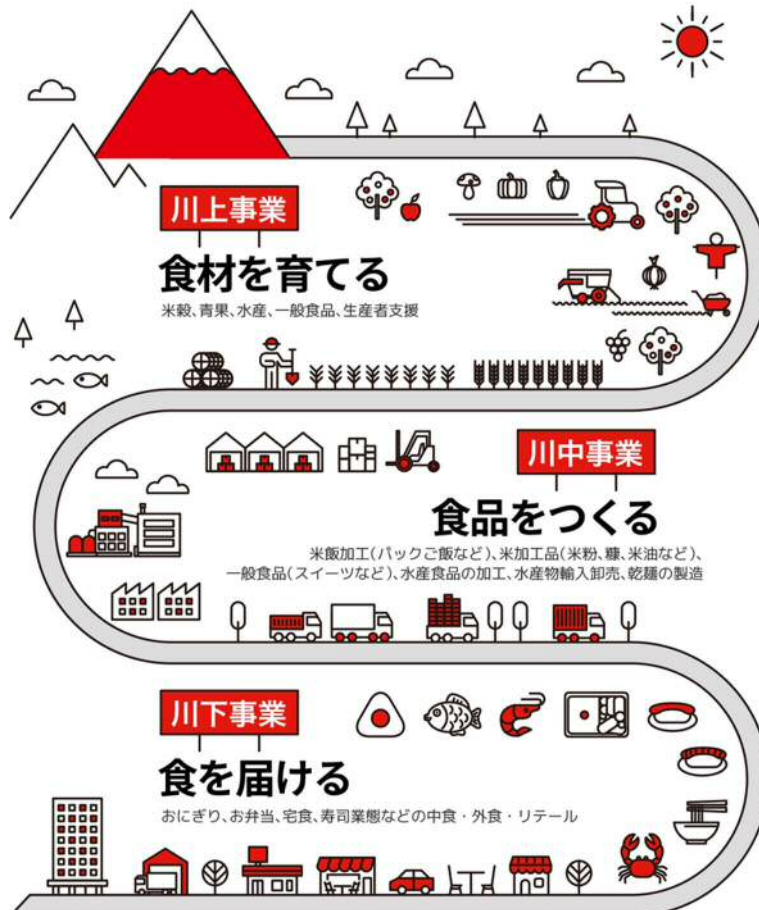 川上事業
食材を育てる
米穀、青果、水産、一般食品、生産者支援
川中事業
食品をつくる
米飯加工(パックご飯など)、米加工品(米粉、糠、米油など)、
一般食品(スイーツなど)、水産食品の加工、水産物輸入卸売、乾麺の製造
川下事業
食を届ける
おにぎり、お弁当、宅食、寿司業態などの中食・外食・リテール